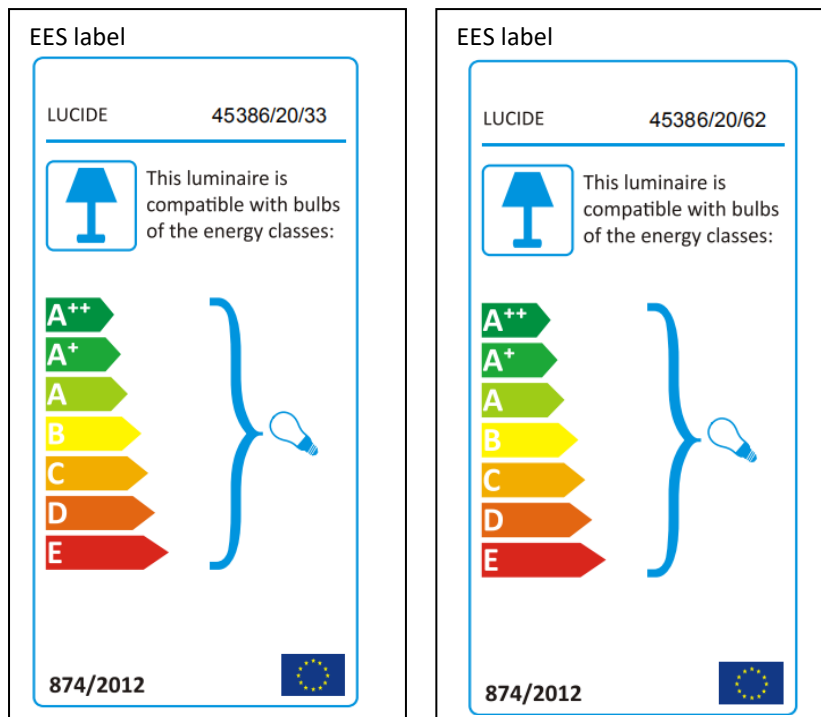 EES label
LUCIDE 45386/20/33
This luminaire is
compatible with bulbs
of the energy classes:
A++
A+
A
B
C
D
E
874/2012
EES label
LUCIDE 45386/20/62
This luminaire is
compatible with bulbs
of the energy classes:
A++
A+
A
B
C
D
E
874/2012